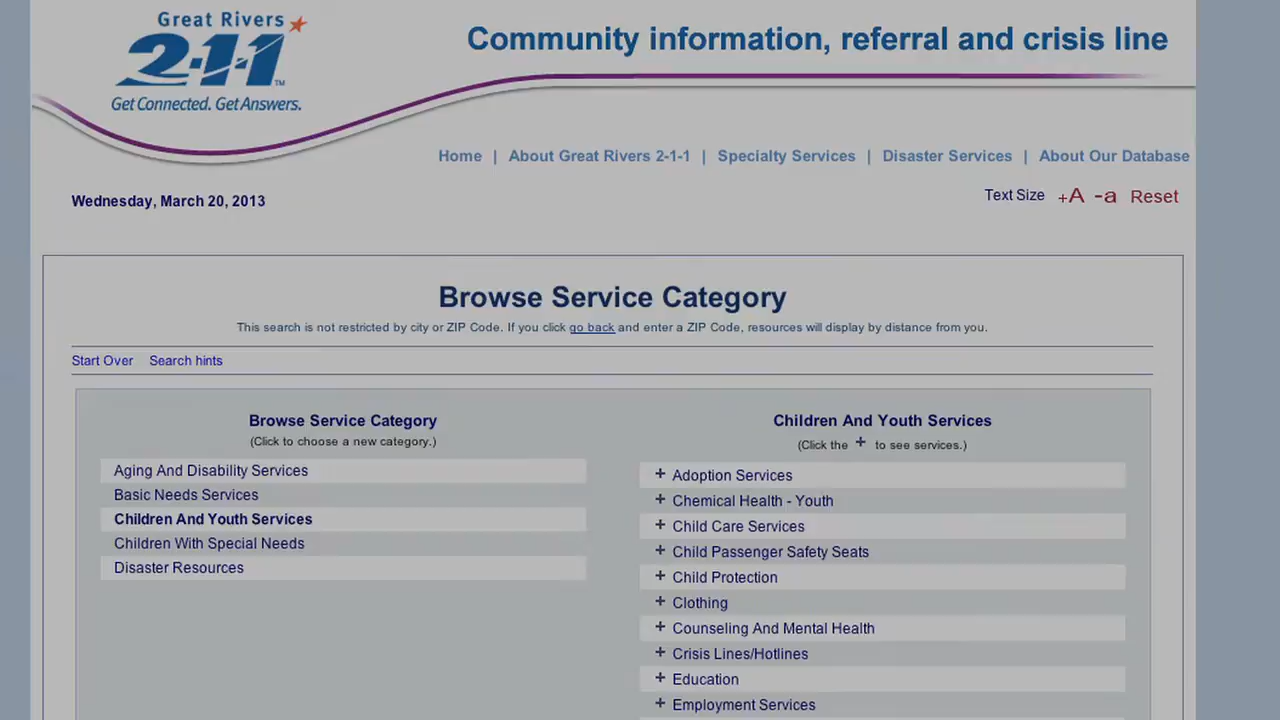 Great Rivers
2-1-1 ™
Get Connected. Get Answers.
Community information, referral and crisis line
Home | About Great Rivers 2-1-1 | Specialty Services | Disaster Services | About Our Database
Wednesday, March 20, 2013
Text Size +A -a Reset
Browse Service Category
This search is not restricted by city or ZIP Code. If you click go back and enter a ZIP Code, resources will display by distance from you.
Start Over Search hints
Browse Service Category
(Click to choose a new category.)
Aging And Disability Services
Basic Needs Services
Children And Youth Services
Children With Special Needs
Disaster Resources
Children And Youth Services
(Click the + to see services.)
+ Adoption Services
+ Chemical Health - Youth
+ Child Care Services
+ Child Passenger Safety Seats
+ Child Protection
+ Clothing
+ Counseling And Mental Health
+ Crisis Lines/Hotlines
+ Education
+ Employment Services